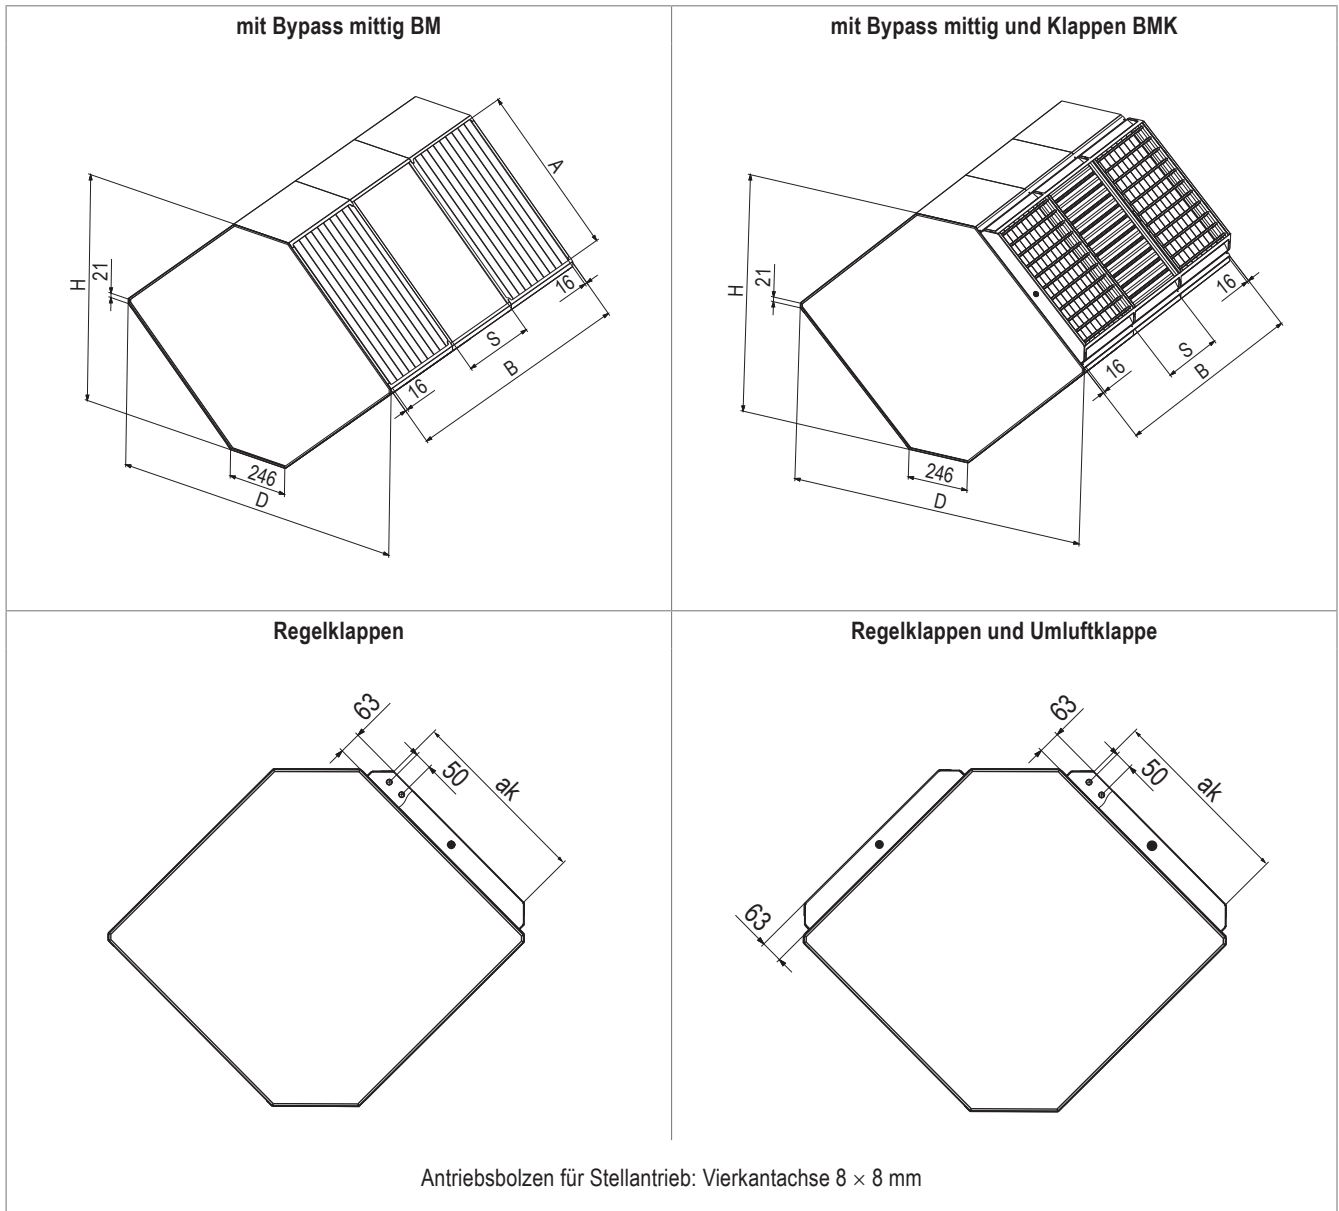 mit Bypass mittig BM
A
H
21
16
S
B
16
246
D
mit Bypass mittig und Klappen BMK
H
21
16
S
B
16
246
D
Regelklappen
63
50
ak
Regelklappen und Umluftklappe
63
50
ak
63
Antriebsbolzen für Stellantrieb: Vierkantachse 8 × 8 mm